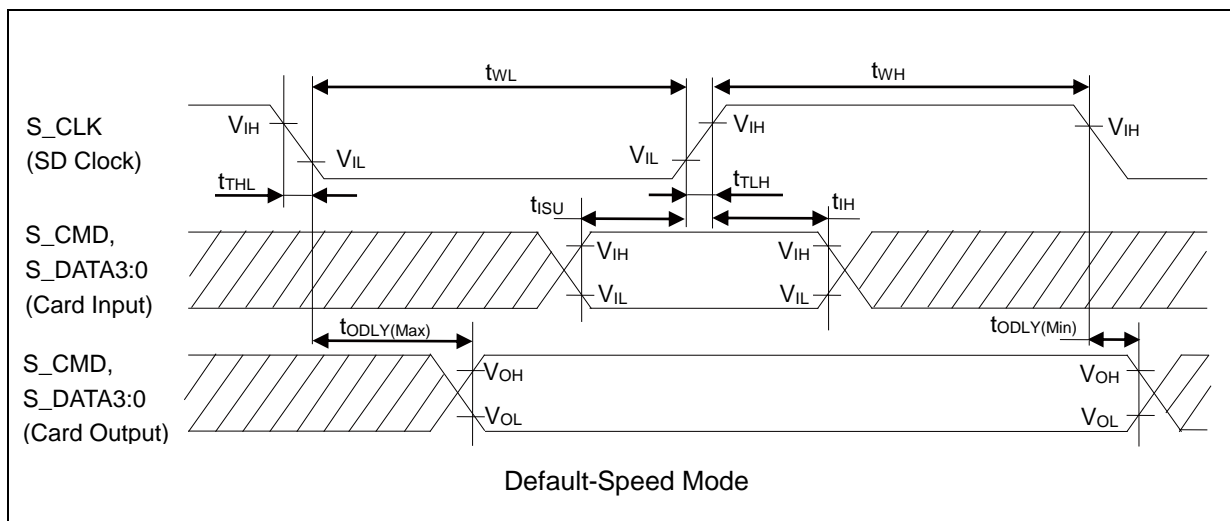 tWL
tWH
S_CLK
(SD Clock)
VIH
VIL
VIL
VIH
VIH
tTHL
tTLH
tISU
tIH
S_CMD,
S_DATA3:0
(Card Input)
VIH
VIH
VIL
VIL
tODLY(Max)
tODLY(Min)
S_CMD,
S_DATA3:0
(Card Output)
VOH
VOH
VOL
VOL
Default-Speed Mode